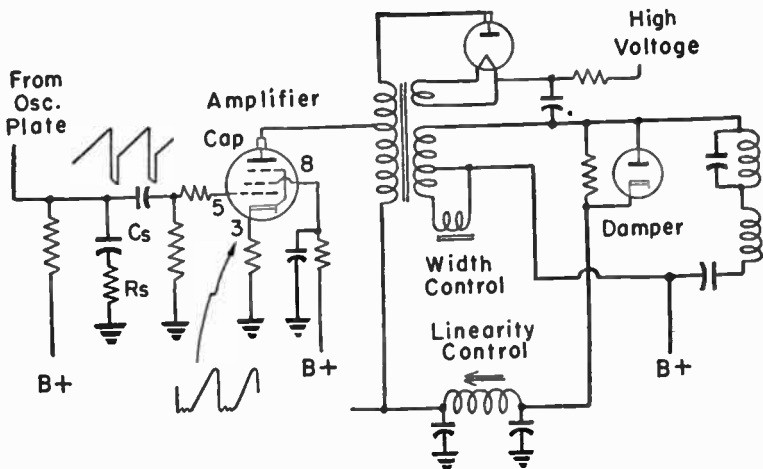 High
Voltage
From
Osc.
Plate
Amplifier
Cap
8
5
3
Cs
Rs
Damper
Width
Control
Linearity
Control
B+
B+
B+